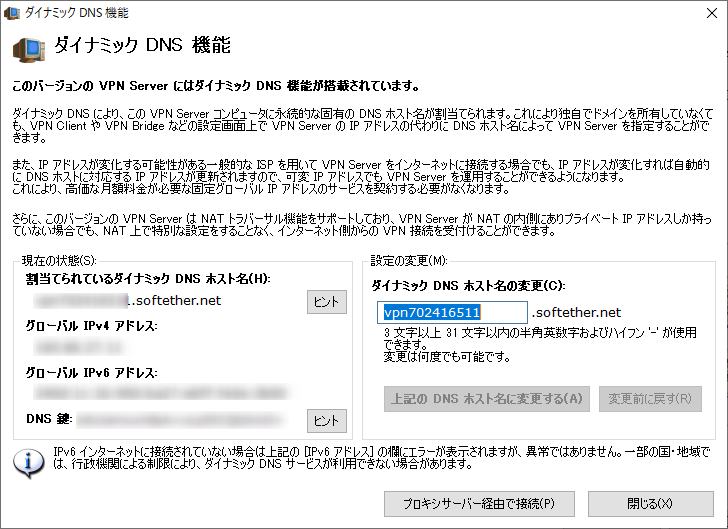 ダイナミック DNS 機能
ダイナミック DNS 機能
このバージョンの VPN Server にはダイナミック DNS 機能が搭載されています。
ダイナミック DNS により、この VPN Server コンピュータに永続的な固有の DNS ホスト名が割当てられます。これにより独自でドメインを所有していなくて
も、VPN Client や VPN Bridge などの設定画面上で VPN Server の IP アドレスの代わりに DNS ホスト名によって VPN Server を指定することがで
きます。
また、IP アドレスが変化する可能性がある一般的な ISP を用いて VPN Server をインターネットに接続する場合でも、IP アドレスが変化すれば自動的
に DNS ホストに対応する IP アドレスが更新されますので、可変 IP アドレスでも VPN Server を運用することができるようになります。
これにより、高価な月額料金が必要な固定グローバル IP アドレスのサービスを契約する必要がなくなります。
さらに、このバージョンの VPN Server は NAT トラバーサル機能をサポートしており、VPN Server が NAT の内側にありプライベート IP アドレスしか持っ
ていない場合でも、NAT 上で特別な設定をすることなく、インターネット側からの VPN 接続を受付けることができます。
現在の状態(S):
割当てられているダイナミック DNS ホスト名(H):
.softether.net
ヒント
グローバル IPv4 アドレス:
グローバル IPv6 アドレス:
DNS 鍵:
ヒント
設定の変更(M):
ダイナミック DNS ホスト名の変更(C):
vpn702416511 .softether.net
3 文字以上 31 文字以内の半角英数字およびハイフン '-' が使用
できます。
変更は何度でも可能です。
上記の DNS ホスト名に変更する(A)
変更前に戻す(R)
IPv6 インターネットに接続されていない場合は上記の [IPv6 アドレス] の欄にエラーが表示されますが、異常ではありません。一部の国・地域で
は、行政機関による制限により、ダイナミック DNS サービスが利用できない場合があります。
プロキシサーバー経由で接続(P)
閉じる(X)